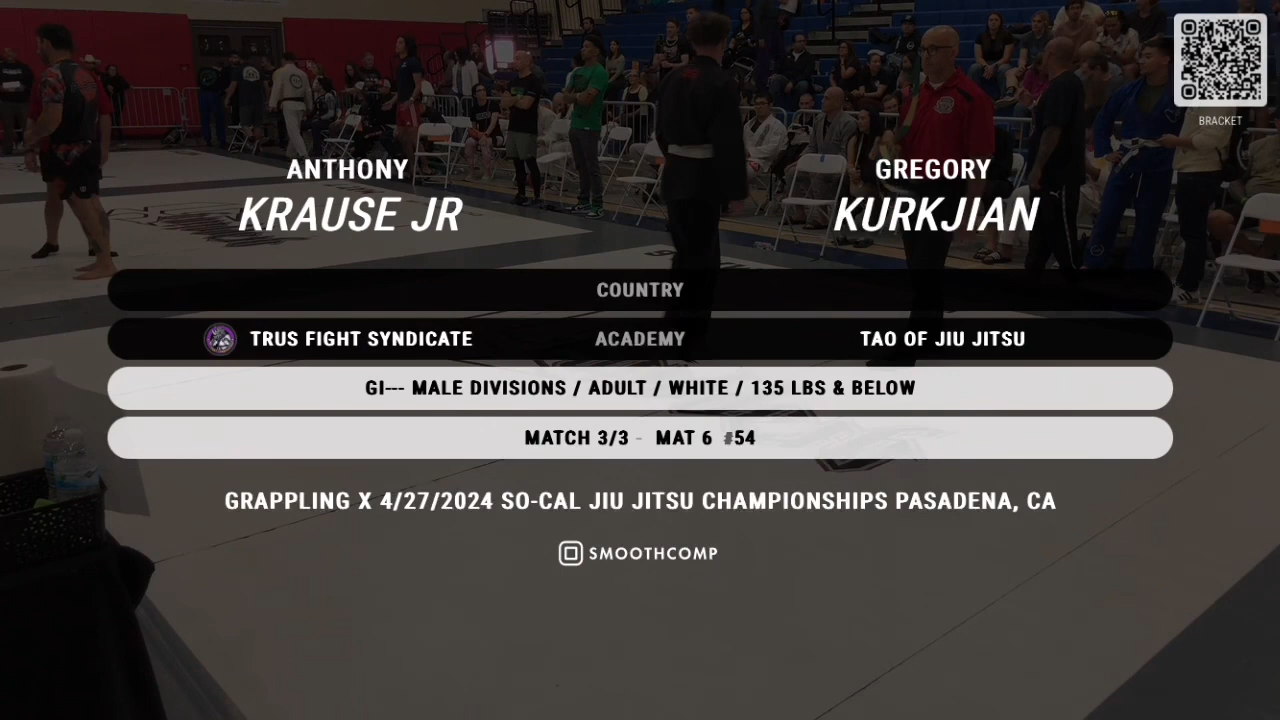 BRACKET
ANTHONY
KRAUSE JR
GREGORY
KURKJIAN
COUNTRY
TRUS FIGHT SYNDICATE ACADEMY TAO OF JIU JITSU
GI--- MALE DIVISIONS / ADULT / WHITE / 135 LBS & BELOW
MATCH 3/3 - MAT 6 #54
GRAPPLING X 4/27/2024 SO-CAL JIU JITSU CHAMPIONSHIPS PASADENA, CA
SMOOTHCOMP